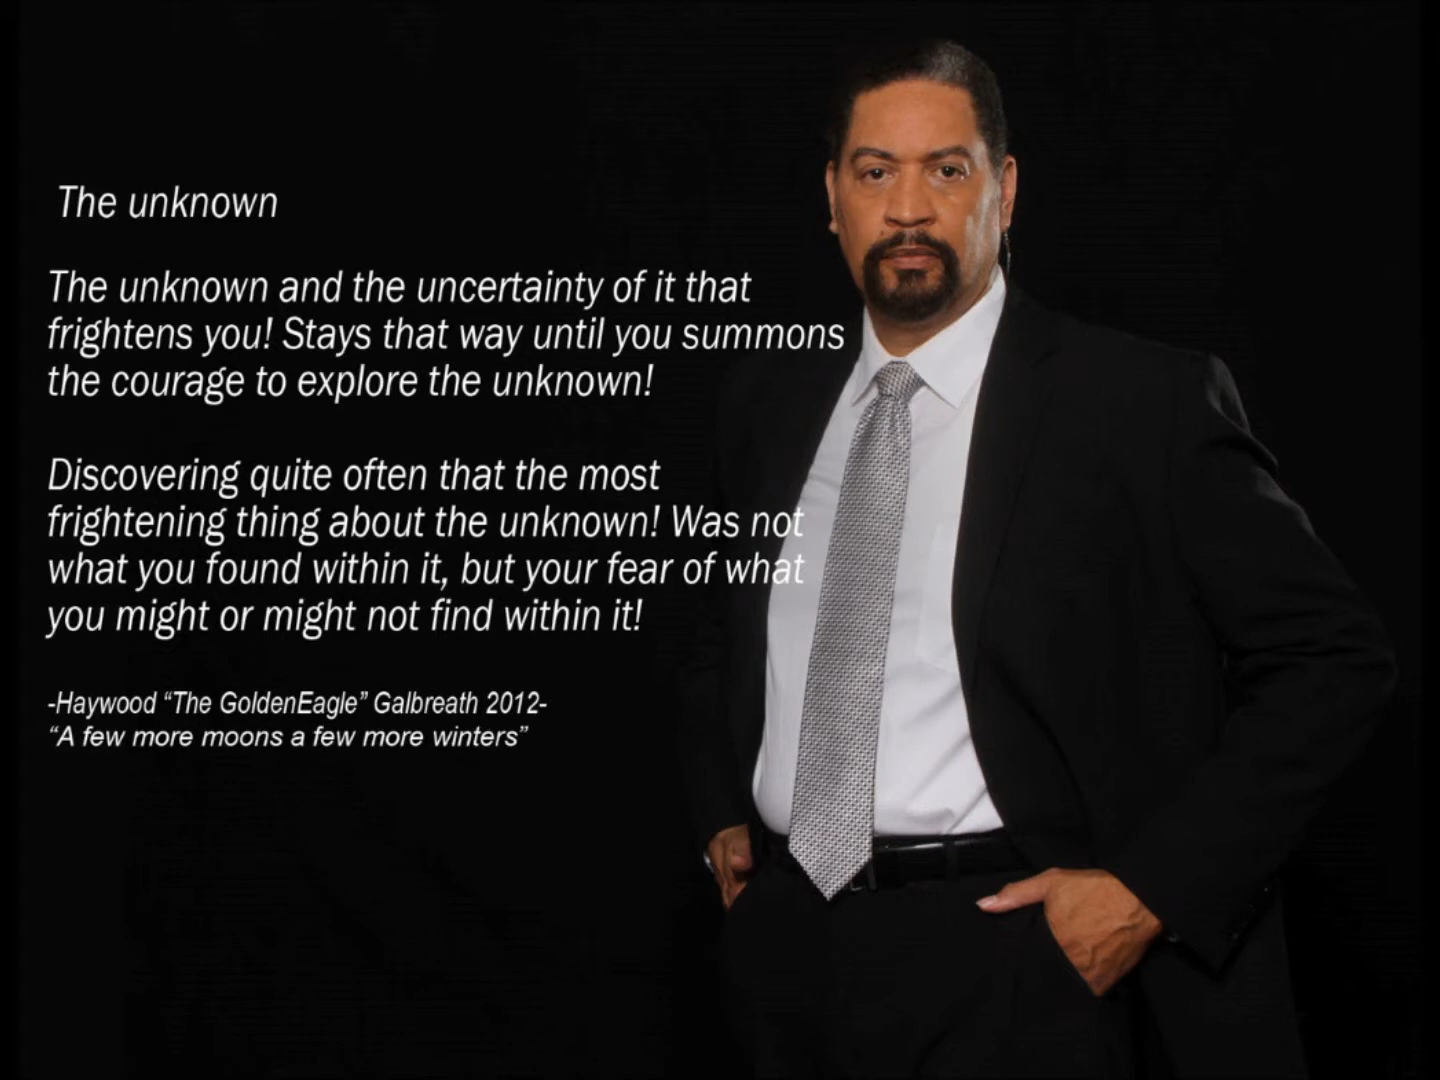 The unknown
The unknown and the uncertainty of it that
frightens you! Stays that way until you summons
the courage to explore the unknown!
Discovering quite often that the most
frightening thing about the unknown! Was not
what you found within it, but your fear of what
you might or might not find within it!
-Haywood “The GoldenEagle” Galbreath 2012-
“A few more moons a few more winters”